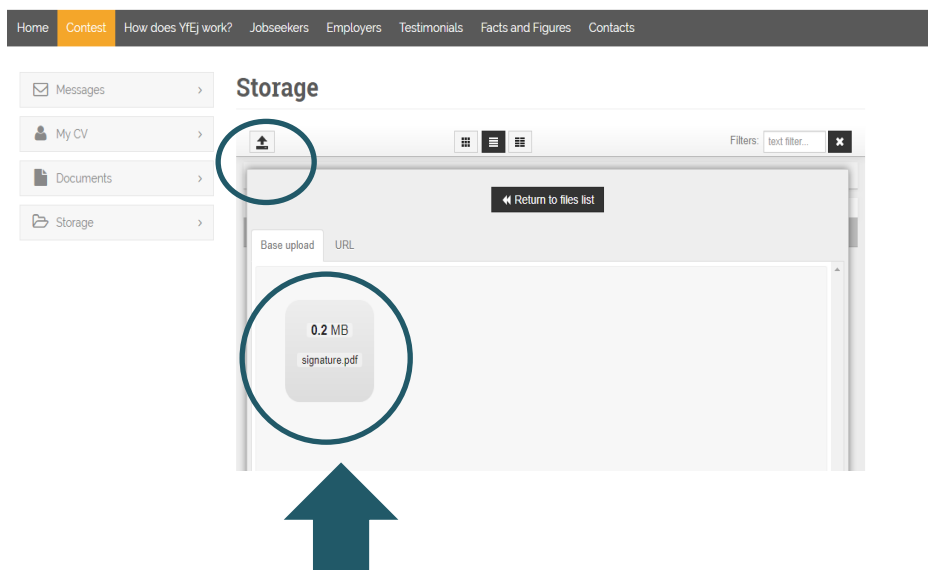 Home Contest How does YfEj work? Jobseekers Employers Testimonials Facts and Figures Contacts
Messages
My CV
Documents
Storage
Storage
Filters: text filter...
Return to files list
Base upload URL
0.2 MB
signature.pdf